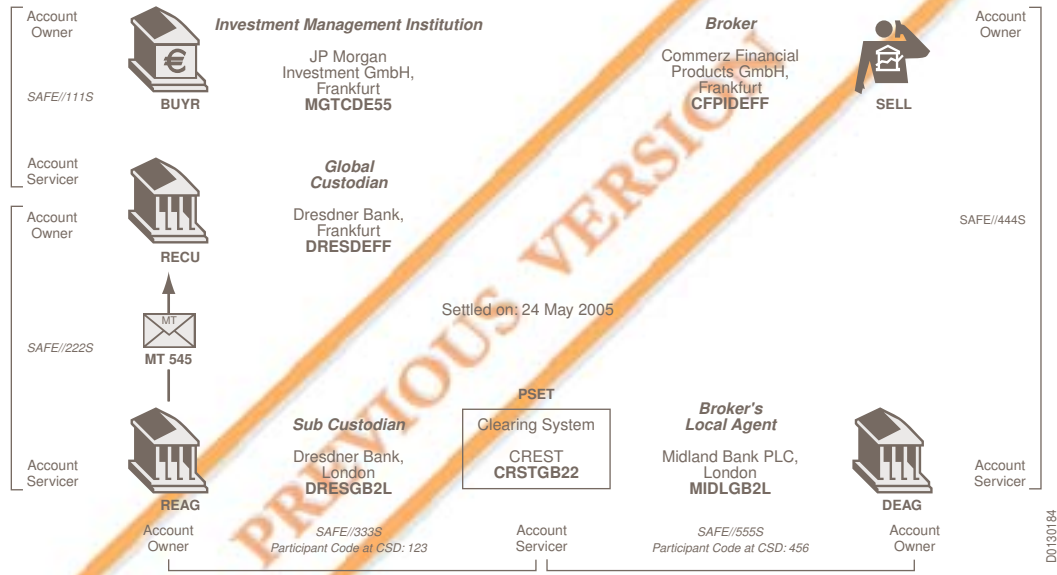 Account
Owner
Investment Management Institution
Broker
Account
Owner
JP Morgan
Investment GmbH,
Frankfurt
MGTCDE55
Commerz Financial
Products GmbH,
Frankfurt
CFPIDEFF
€
SAFE//111S
BUYR
SELL
Account
Servicer
Global
Custodian
Account
Owner
Dresdner Bank,
Frankfurt
DRESDEFF
SAFE//444S
RECU
Settled on: 24 May 2005
MT
SAFE//222S
MT 545
PSET
Sub Custodian
Clearing System
Broker's
Local Agent
Dresdner Bank,
London
DRESGB2L
CREST
CRSTGB22
Midland Bank PLC,
London
MIDLGB2L
Account
Servicer
Account
Servicer
REAG
DEAG
Account
Owner
SAFE//333S
Participant Code at CSD: 123
Account
Servicer
SAFE//555S
Participant Code at CSD: 456
Account
Owner
D0130184
PREVIOUS VERSION